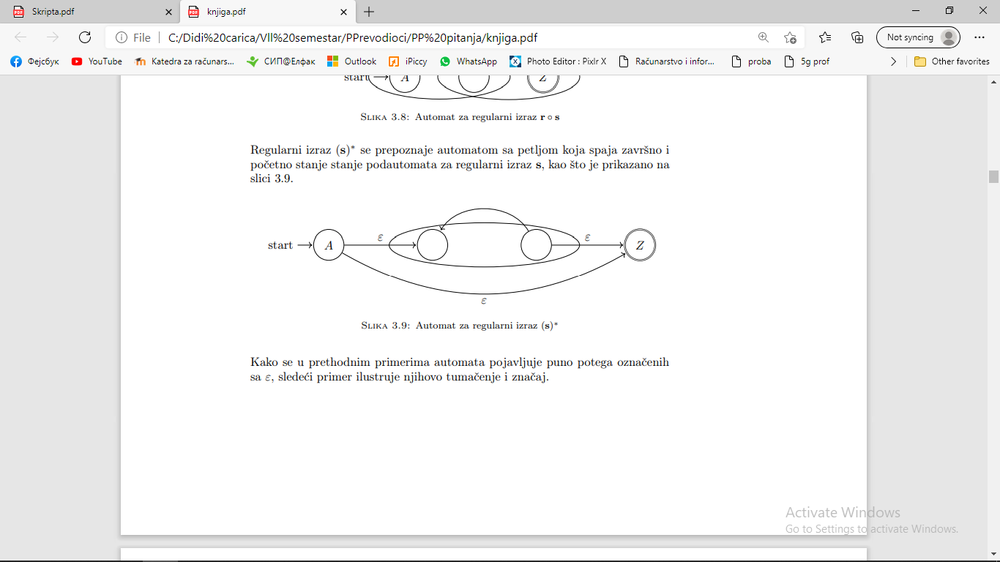 Skripta.pdf
knjiga.pdf
File
C:/Didi%20carica/Vll%20semestar/PPrevodioci/PP%20pitanja/knjiga.pdf
Not syncing
Фејсбук
YouTube
Katedra za računars...
СИП@Елфак
Outlook
iPiccy
WhatsApp
Photo Editor : Pixlr X
Računarstvo i infor...
proba
5g prof
Other favorites
start
A
Z
SLIKA 3.8: Automat za regularni izraz r ∘ s
Regularni izraz (s)* se prepoznaje automatom sa petljom koja spaja završno i
početno stanje stanje podautomata za regularni izraz s, kao što je prikazano na
slici 3.9.
start
A
ε
ε
Z
ε
SLIKA 3.9: Automat za regularni izraz (s)*
Kako se u prethodnim primerima automata pojavljuje puno potega označenih
sa ε, sledeći primer ilustruje njihovo tumačenje i značaj.
Activate Windows
Go to Settings to activate Windows.